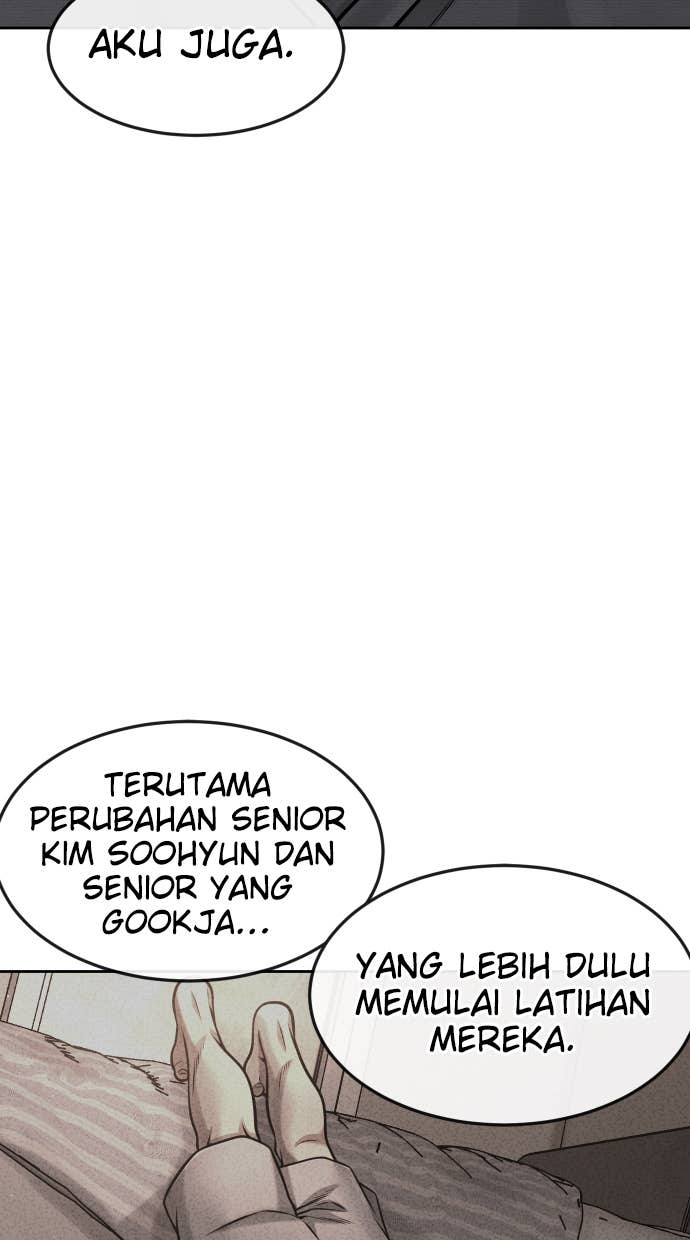 AKU JUGA.
TERUTAMA
PERUBAHAN SENIOR
KIM SOOHYUN DAN
SENIOR YANG
GOOKJA...
YANG LEBIH DULU
MEMULAI LATIHAN
MEREKA.